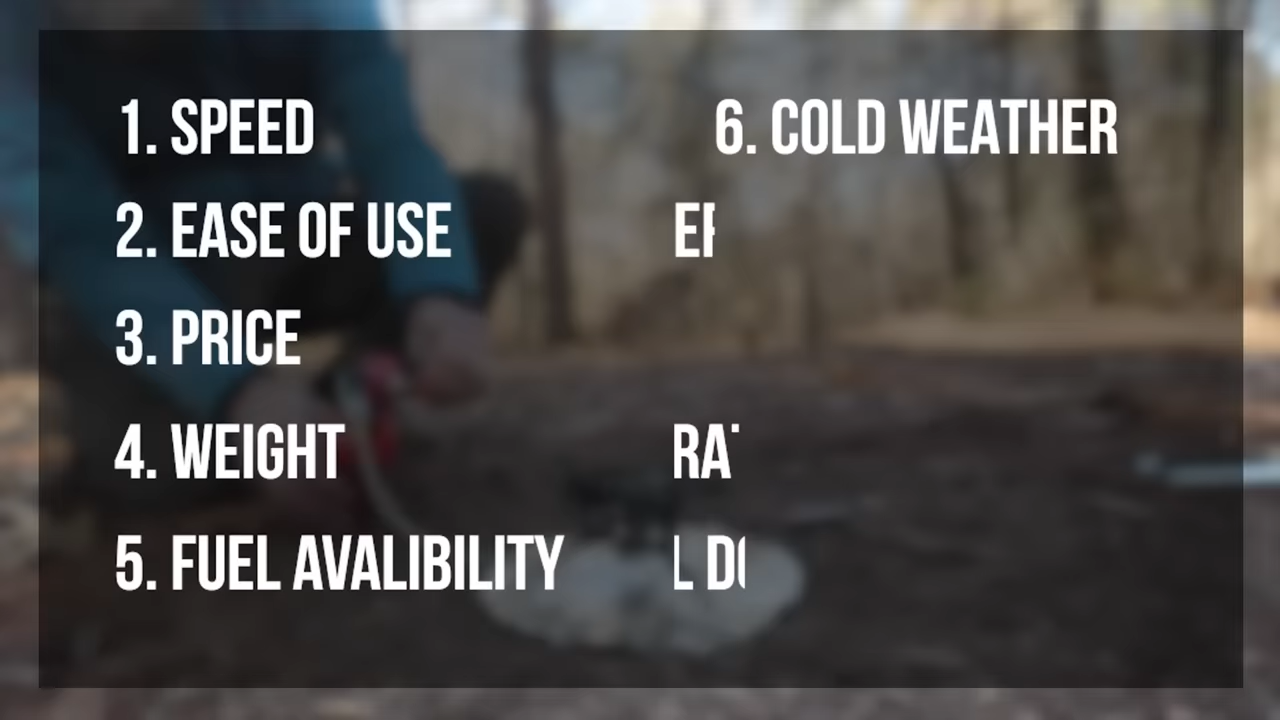 1. SPEED
2. EASE OF USE
3. PRICE
4. WEIGHT
5. FUEL AVALIBILITY
6. COLD WEATHER